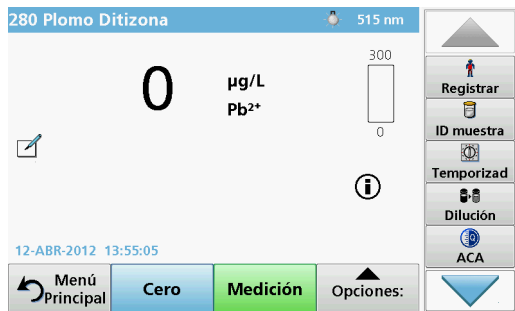 280 Plomo Ditizona
515 nm
300
0
µg/L
Pb²⁺
0
12-ABR-2012 13:55:05
Menú
Principal
Cero
Medición
Opciones:
Registrar
ID muestra
Temporizad
Dilución
ACA